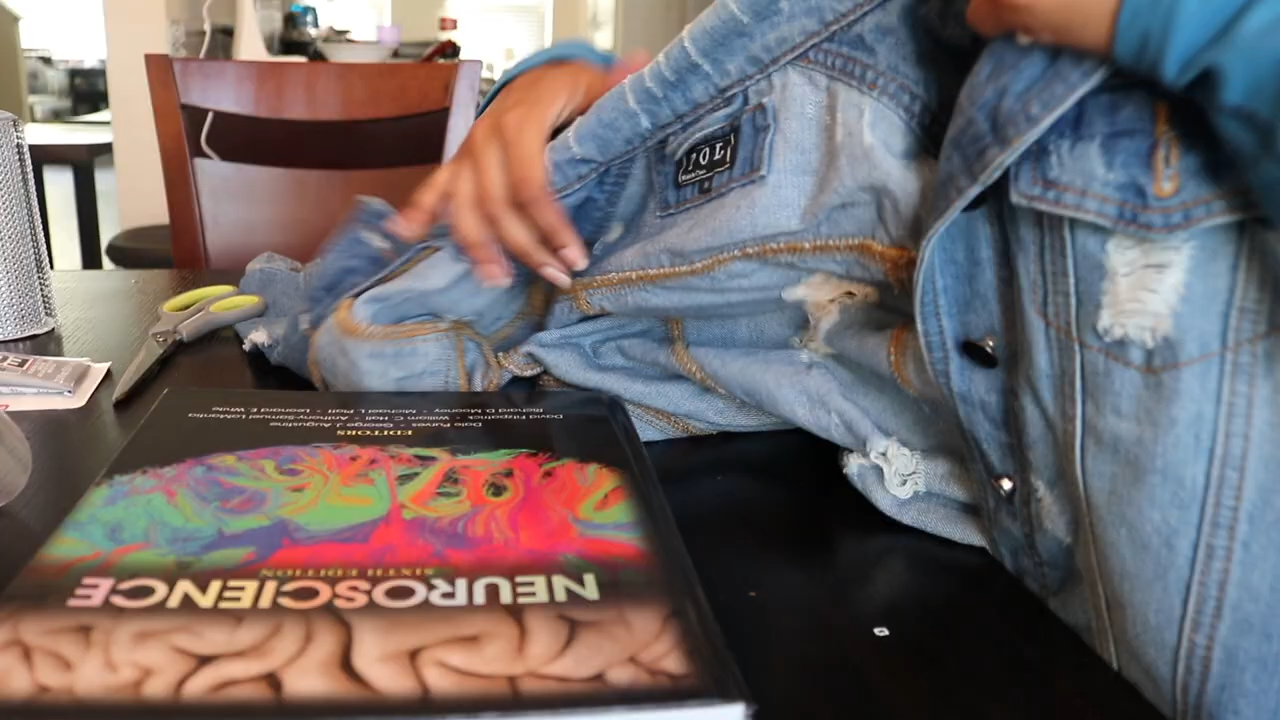 POL
NEUROSCIENCE
SIXTH EDITION
EDITORS
Dale Purves • George J. Augustine
David Fitzpatrick • William C. Hall • Anthony-Samuel LaMantia
Richard D. Mooney • Michael L. Platt • Leonard E. White